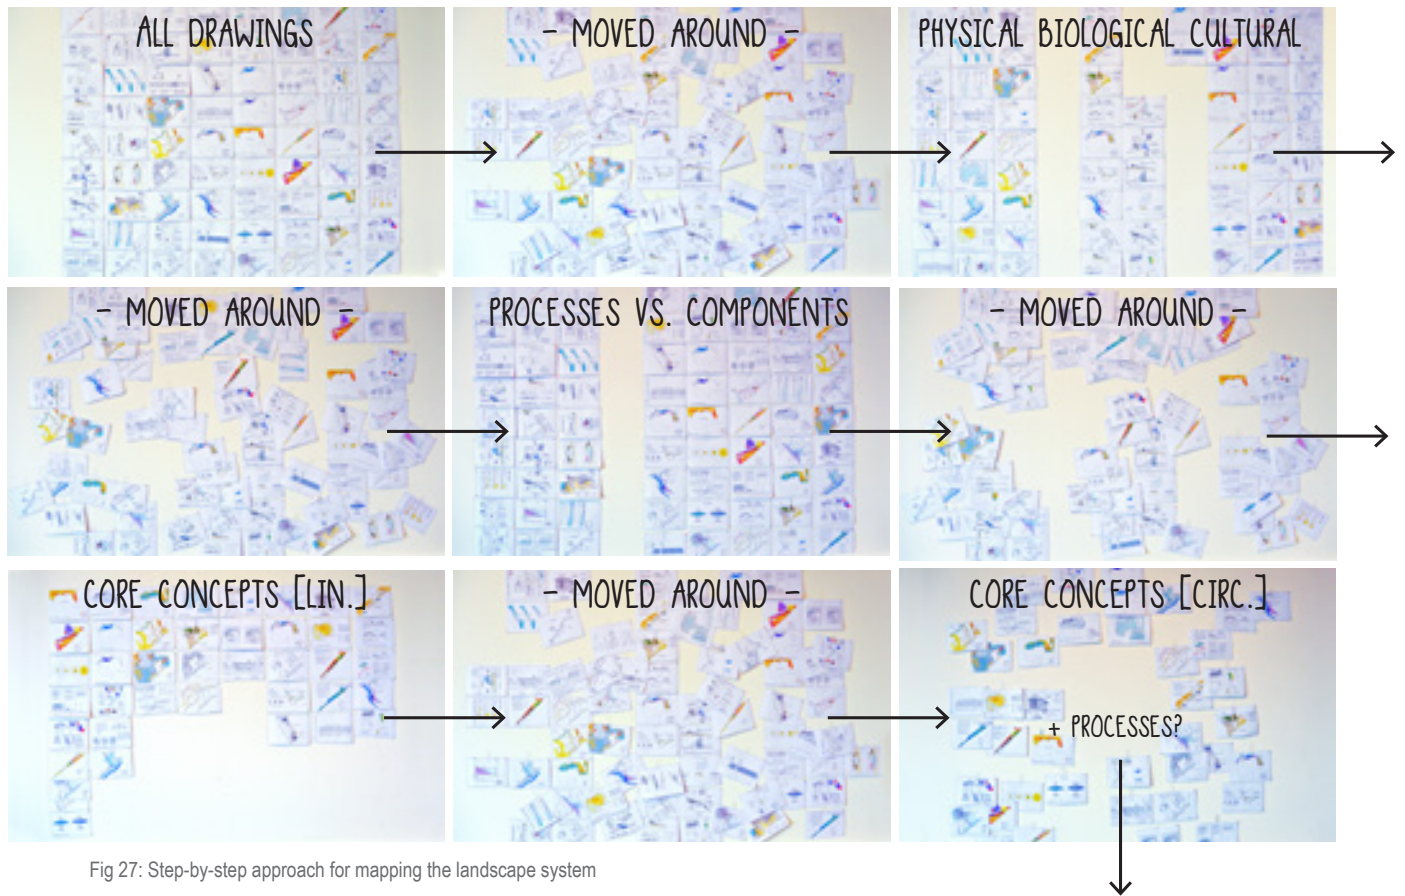 ALL DRAWINGS
- MOVED AROUND -
PHYSICAL BIOLOGICAL CULTURAL
- MOVED AROUND -
PROCESSES VS. COMPONENTS
- MOVED AROUND -
CORE CONCEPTS [LIN.]
- MOVED AROUND -
CORE CONCEPTS [CIRC.]
+ PROCESSES?
Fig 27: Step-by-step approach for mapping the landscape system